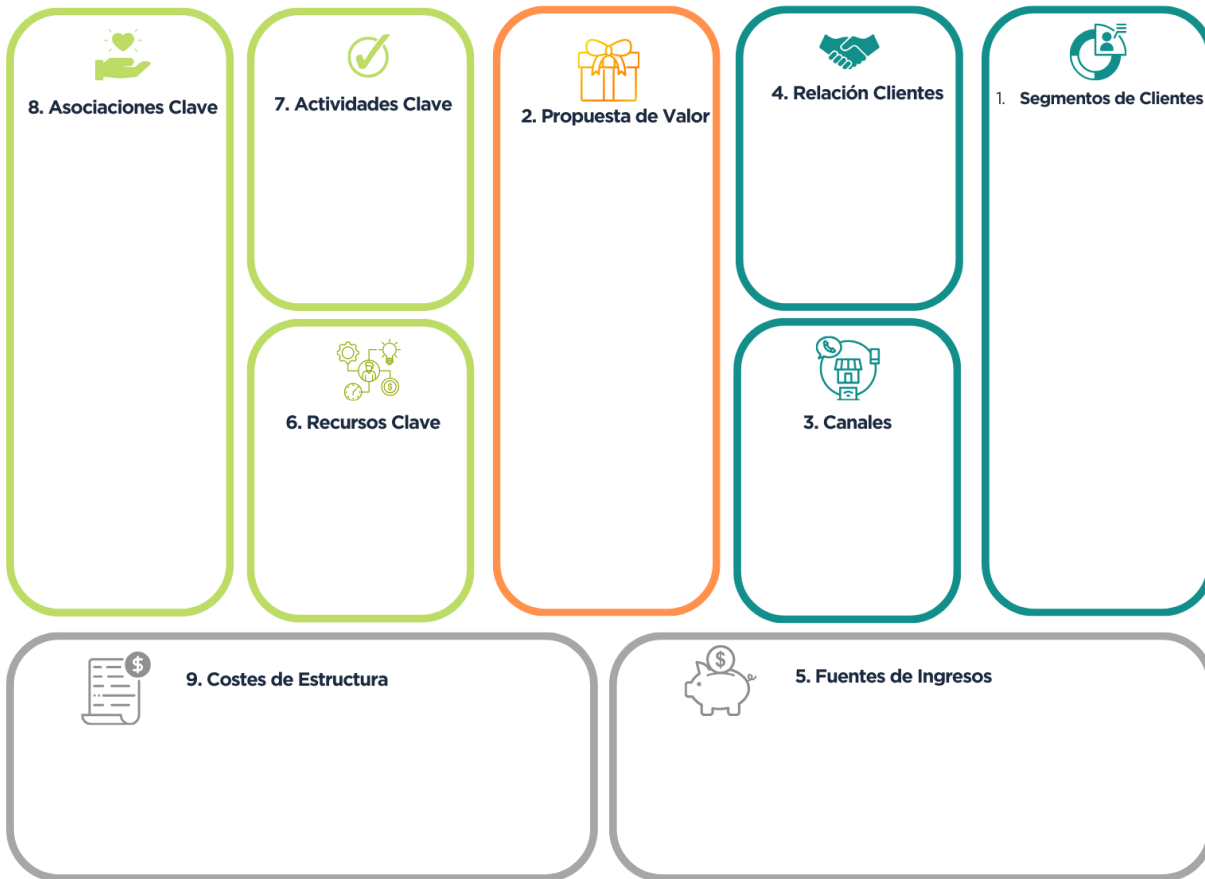 8. Asociaciones Clave
7. Actividades Clave
2. Propuesta de Valor
4. Relación Clientes
1. Segmentos de Clientes
6. Recursos Clave
3. Canales
$
9. Costes de Estructura
$
5. Fuentes de Ingresos